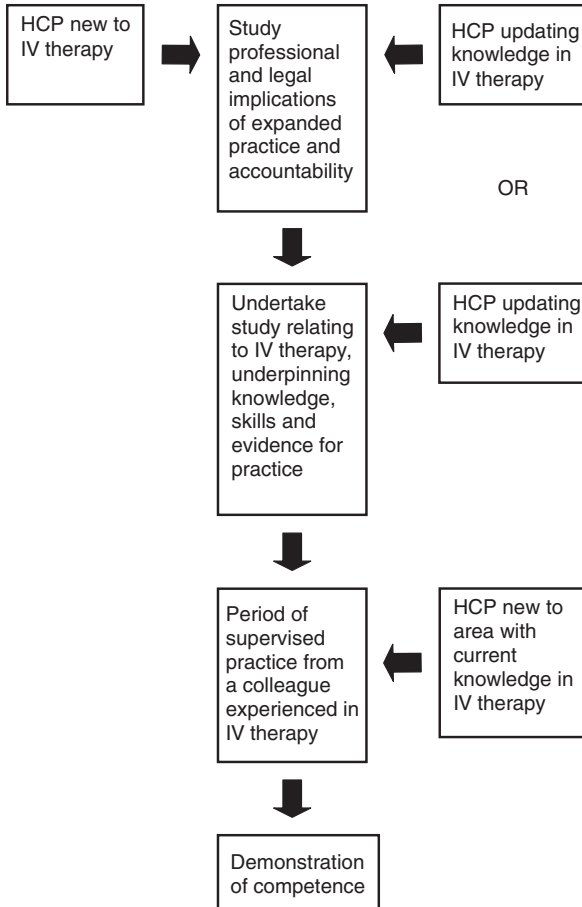 HCP new to
IV therapy
Study
professional
and legal
implications
of expanded
practice and
accountability
HCP updating
knowledge in
IV therapy
OR
Undertake
study relating
to IV therapy,
underpinning
knowledge,
skills and
evidence for
practice
HCP updating
knowledge in
IV therapy
Period of
supervised
practice from
a colleague
experienced in
IV therapy
HCP new to
area with
current
knowledge in
IV therapy
Demonstration
of competence